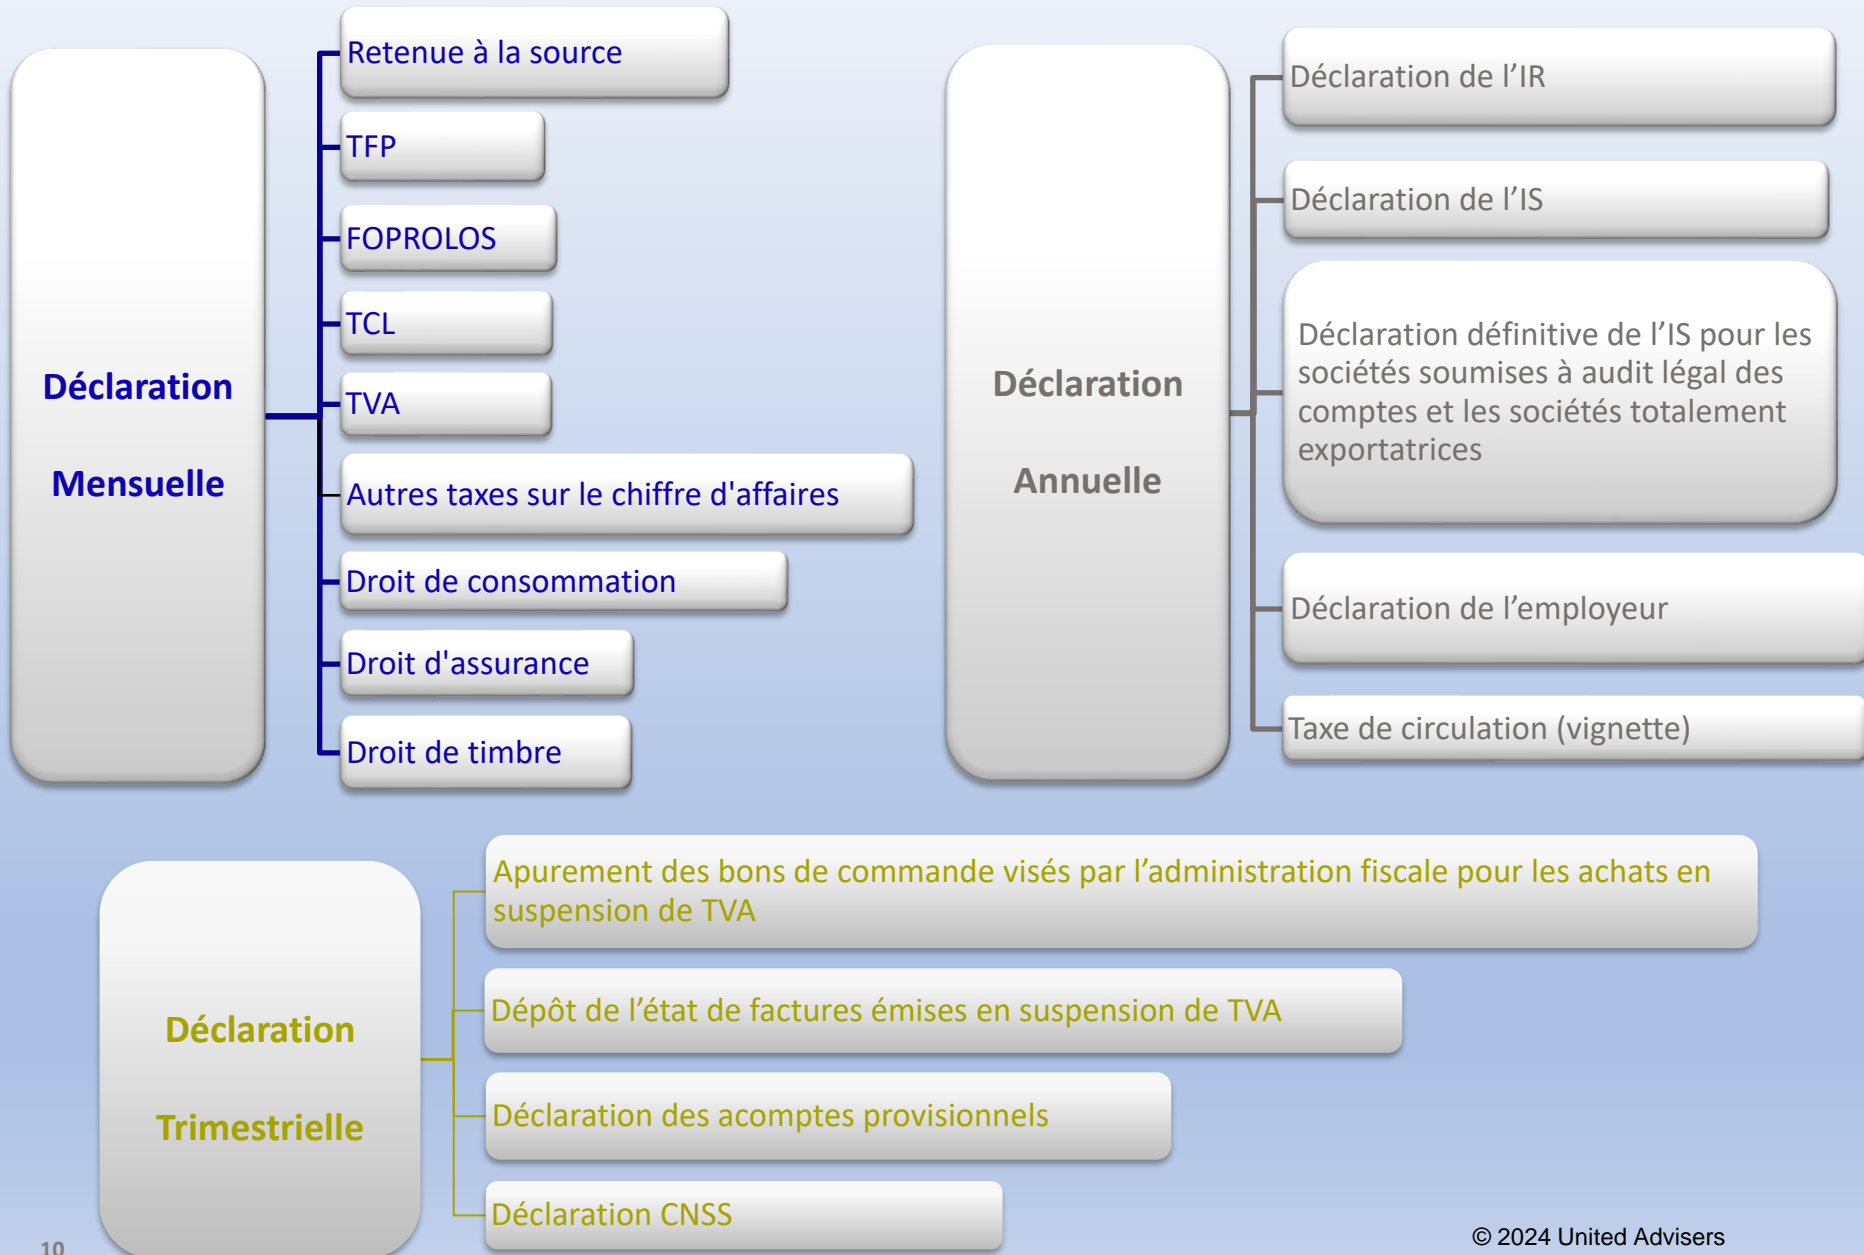 Déclaration
Mensuelle
Retenue à la source
TFP
FOPROLOS
TCL
TVA
Autres taxes sur le chiffre d'affaires
Droit de consommation
Droit d'assurance
Droit de timbre
Déclaration
Annuelle
Déclaration de l’IR
Déclaration de l’IS
Déclaration définitive de l’IS pour les
sociétés soumises à audit légal des
comptes et les sociétés totalement
exportatrices
Déclaration de l’employeur
Taxe de circulation (vignette)
Déclaration
Trimestrielle
Apurement des bons de commande visés par l’administration fiscale pour les achats en
suspension de TVA
Dépôt de l’état de factures émises en suspension de TVA
Déclaration des acomptes provisionnels
Déclaration CNSS
10
© 2024 United Advisers